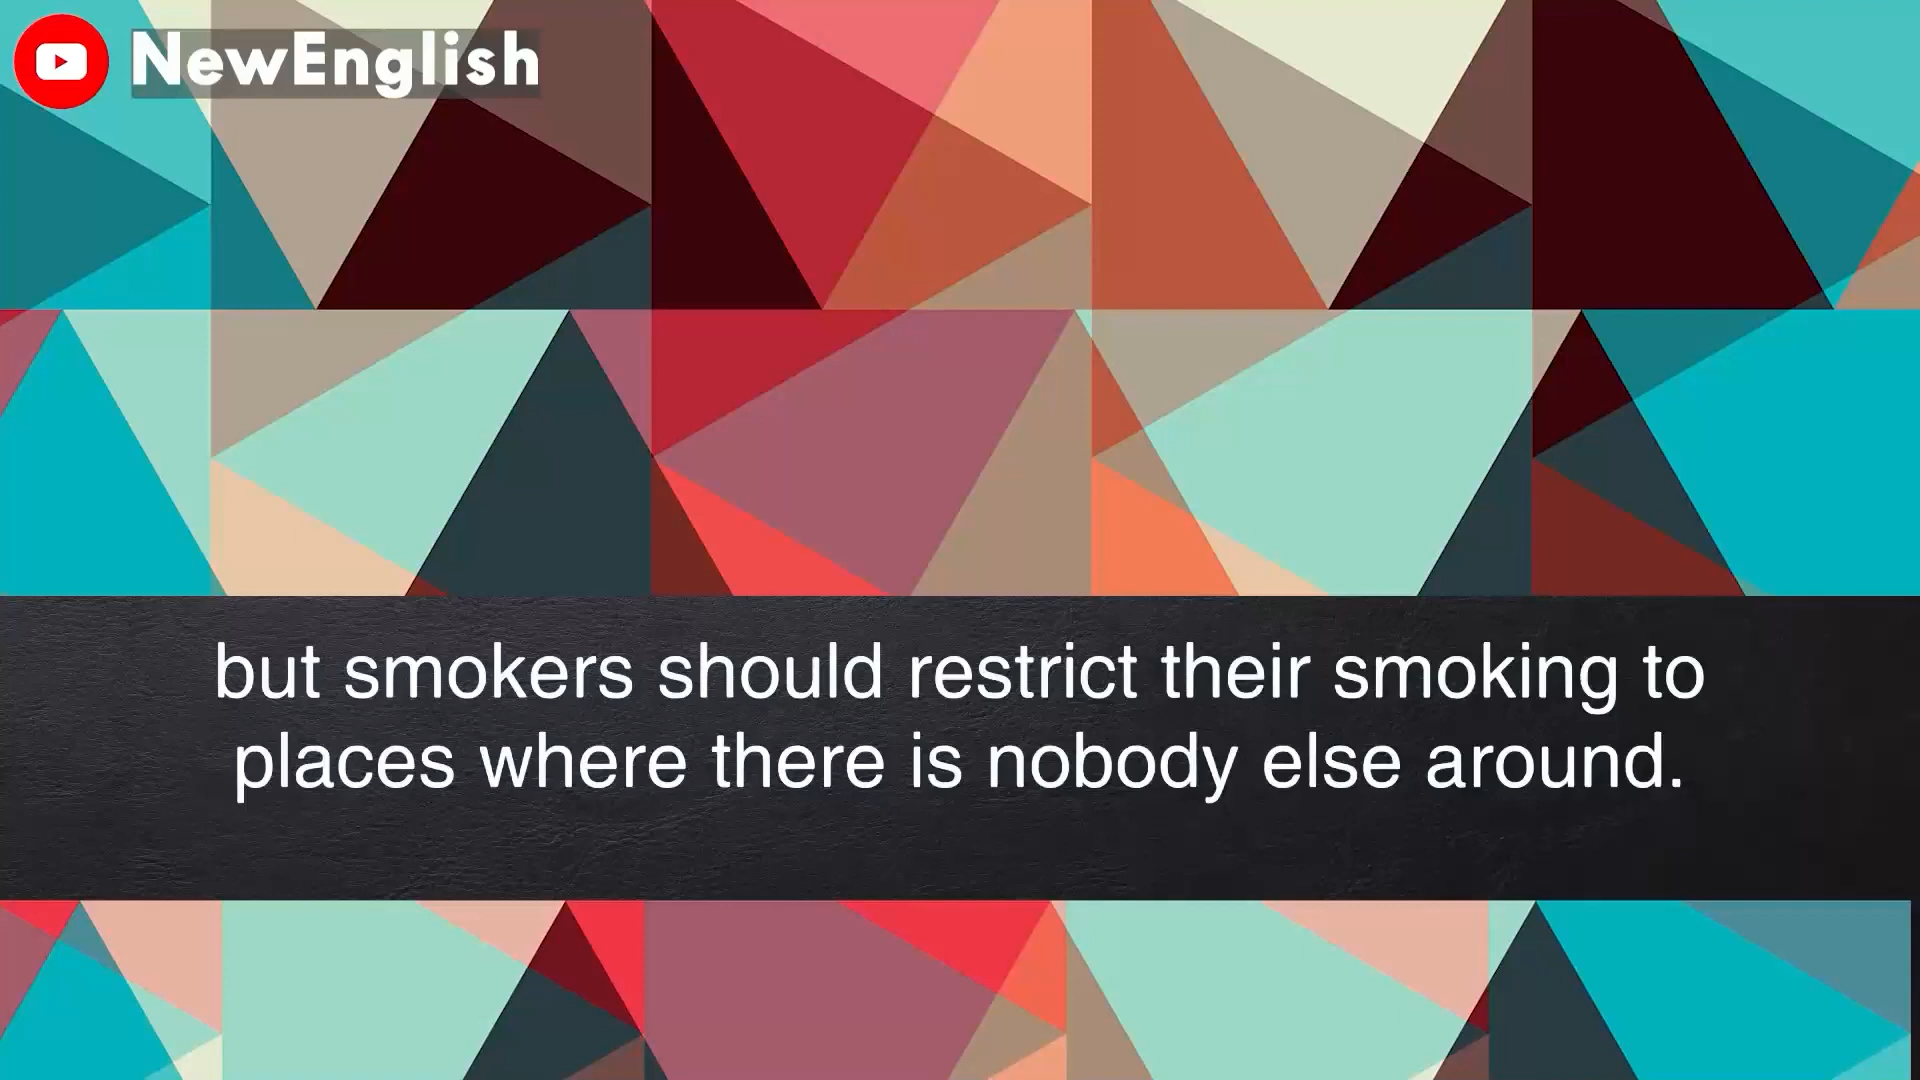 NewEnglish
but smokers should restrict their smoking to
places where there is nobody else around.